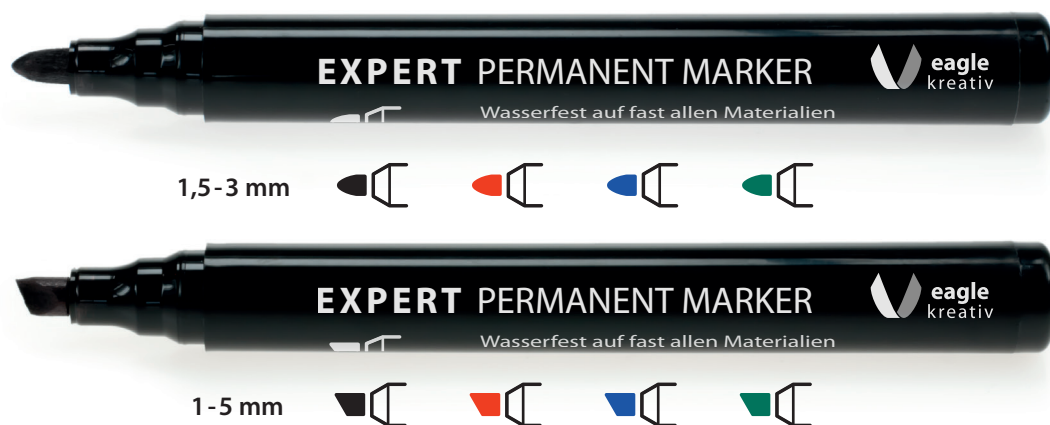 EXPERT PERMANENT MARKER
eagle
kreativ
Wasserfest auf fast allen Materialien
1,5-3 mm
EXPERT PERMANENT MARKER
eagle
kreativ
Wasserfest auf fast allen Materialien
1-5 mm